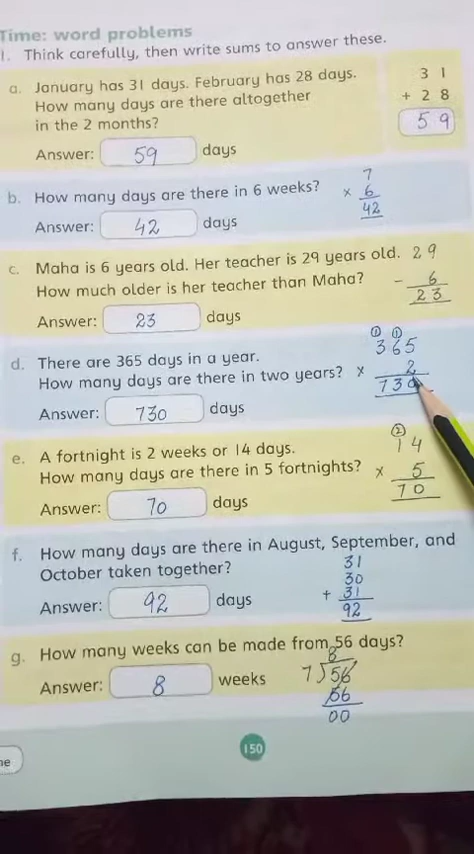 Time: word problems
1. Think carefully, then write sums to answer these.
a. January has 31 days. February has 28 days.
How many days are there altogether
in the 2 months?
Answer: 59 days
3 1
+ 2 8
5 9
b. How many days are there in 6 weeks?
Answer: 42 days
7
× 6
42
c. Maha is 6 years old. Her teacher is 29 years old.
How much older is her teacher than Maha?
Answer: 23 days
2 9
- 6
2 3
d. There are 365 days in a year.
How many days are there in two years?
Answer: 730 days
1 1
365
× 2
730
e. A fortnight is 2 weeks or 14 days.
How many days are there in 5 fortnights?
Answer: 70 days
2
1 4
× 5
7 0
f. How many days are there in August, September, and
October taken together?
Answer: 92 days
31
30
+ 31
92
g. How many weeks can be made from 56 days?
Answer: 8 weeks
8
7 56
56
00
150